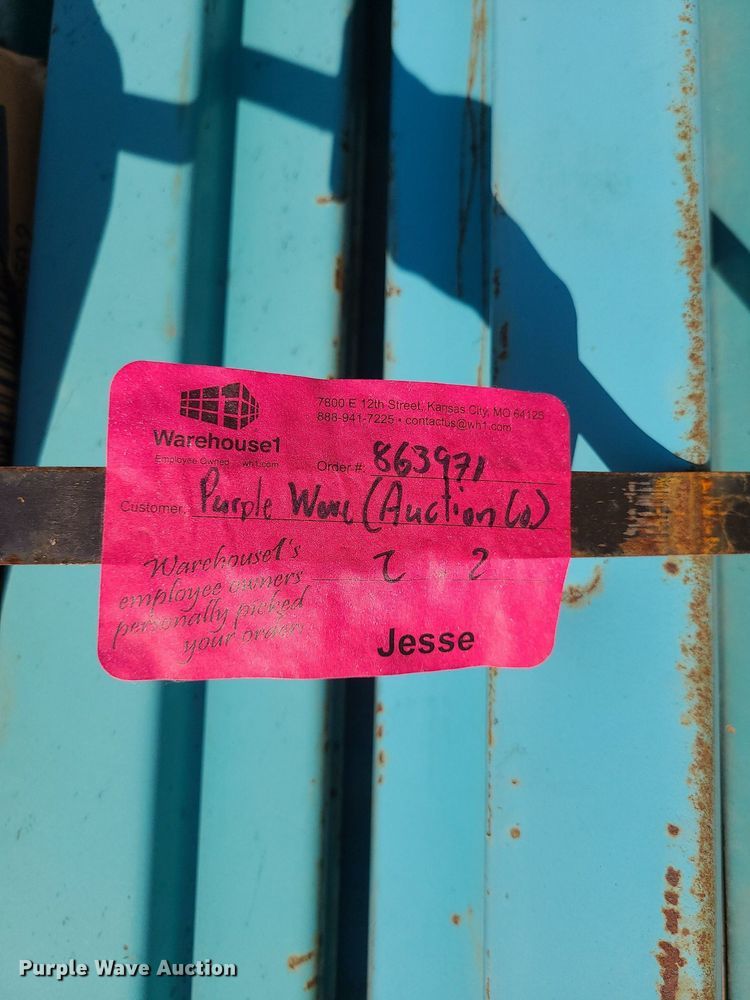 7800 E 12th Street, Kansas City, MO 64125
888-941-7225 • contactus@wh1.com
Warehouse1
Employee Owned wh1.com
Order #: 863971
Customer: Purple Wave (Auction Co.)
Warehouse1's
employee owners
personally picked
your order:
2 2
Jesse
Purple Wave Auction